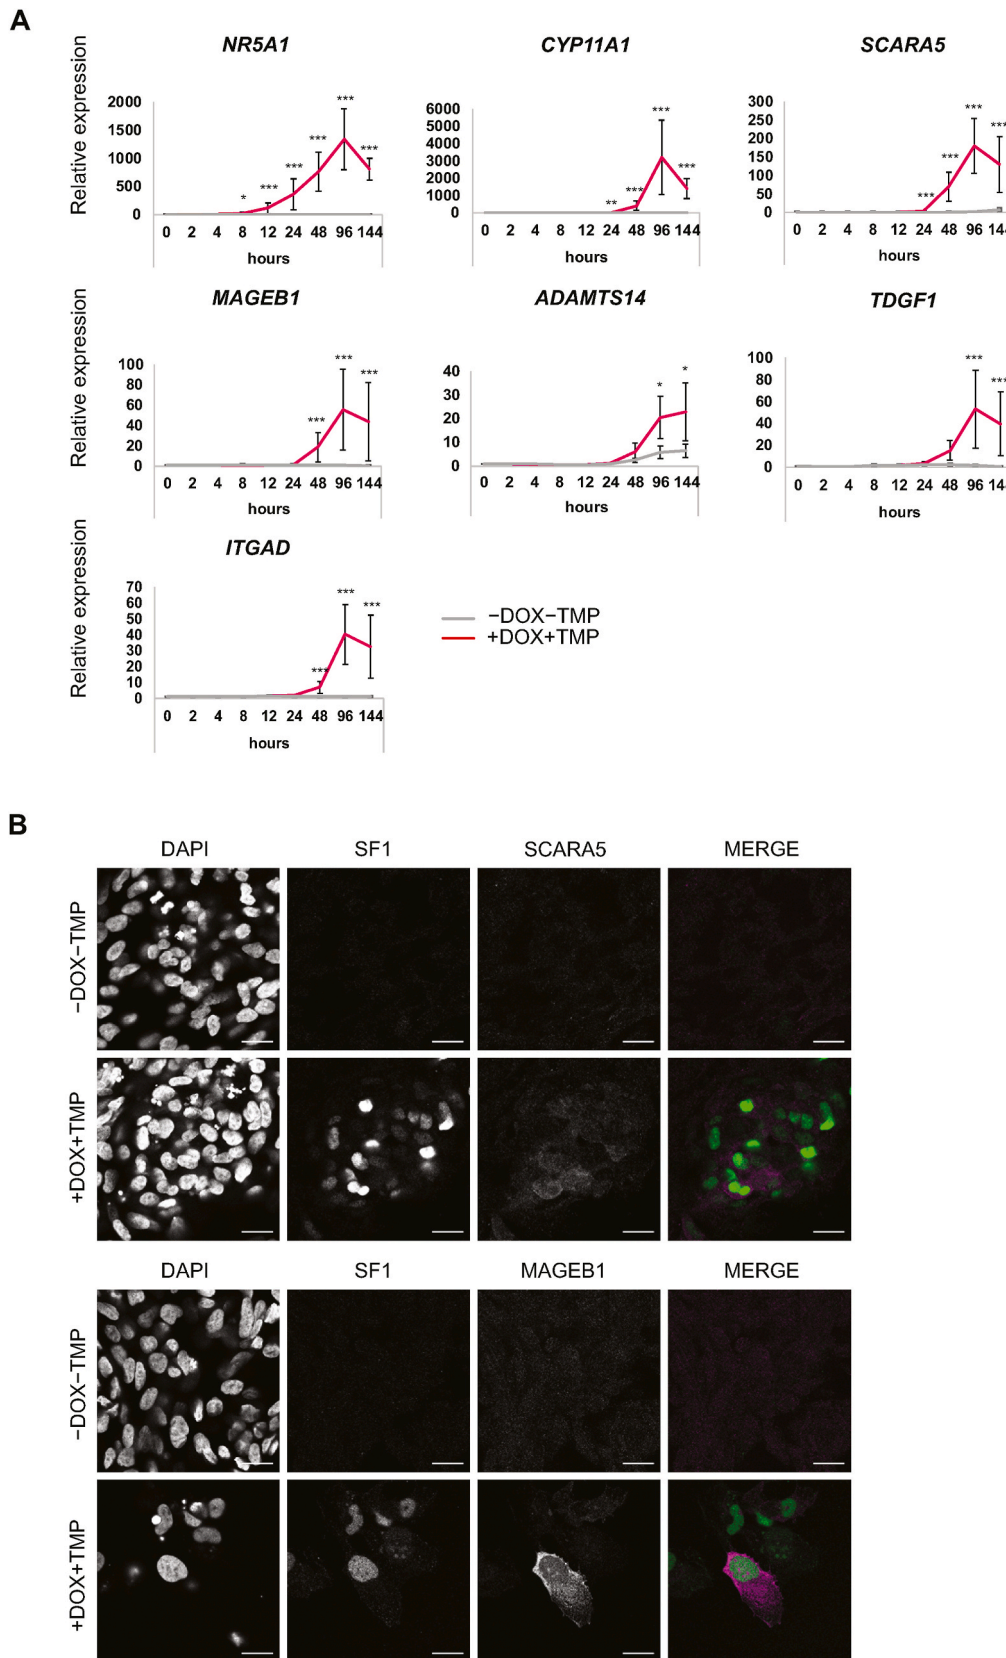 A
NR5A1
CYP11A1
SCARA5
Relative expression
2000
1500
1000
500
0
*
***
***
***
***
***
0 2 4 8 12 24 48 96 144
hours
6000
5000
4000
3000
2000
1000
0
**
***
***
***
0 2 4 8 12 24 48 96 144
hours
300
250
200
150
100
50
0
***
***
***
***
0 2 4 8 12 24 48 96 144
hours
MAGEB1
ADAMTS14
TDGF1
Relative expression
100
80
60
40
20
0
***
***
***
0 2 4 8 12 24 48 96 144
hours
40
30
20
10
0
*
*
0 2 4 8 12 24 48 96 144
hours
100
80
60
40
20
0
***
***
0 2 4 8 12 24 48 96 144
hours
ITGAD
Relative expression
70
60
50
40
30
20
10
0
***
***
***
0 2 4 8 12 24 48 96 144
hours
−DOX−TMP
+DOX+TMP
B
DAPI SF1 SCARA5 MERGE
−DOX−TMP
+DOX+TMP
DAPI SF1 MAGEB1 MERGE
−DOX−TMP
+DOX+TMP